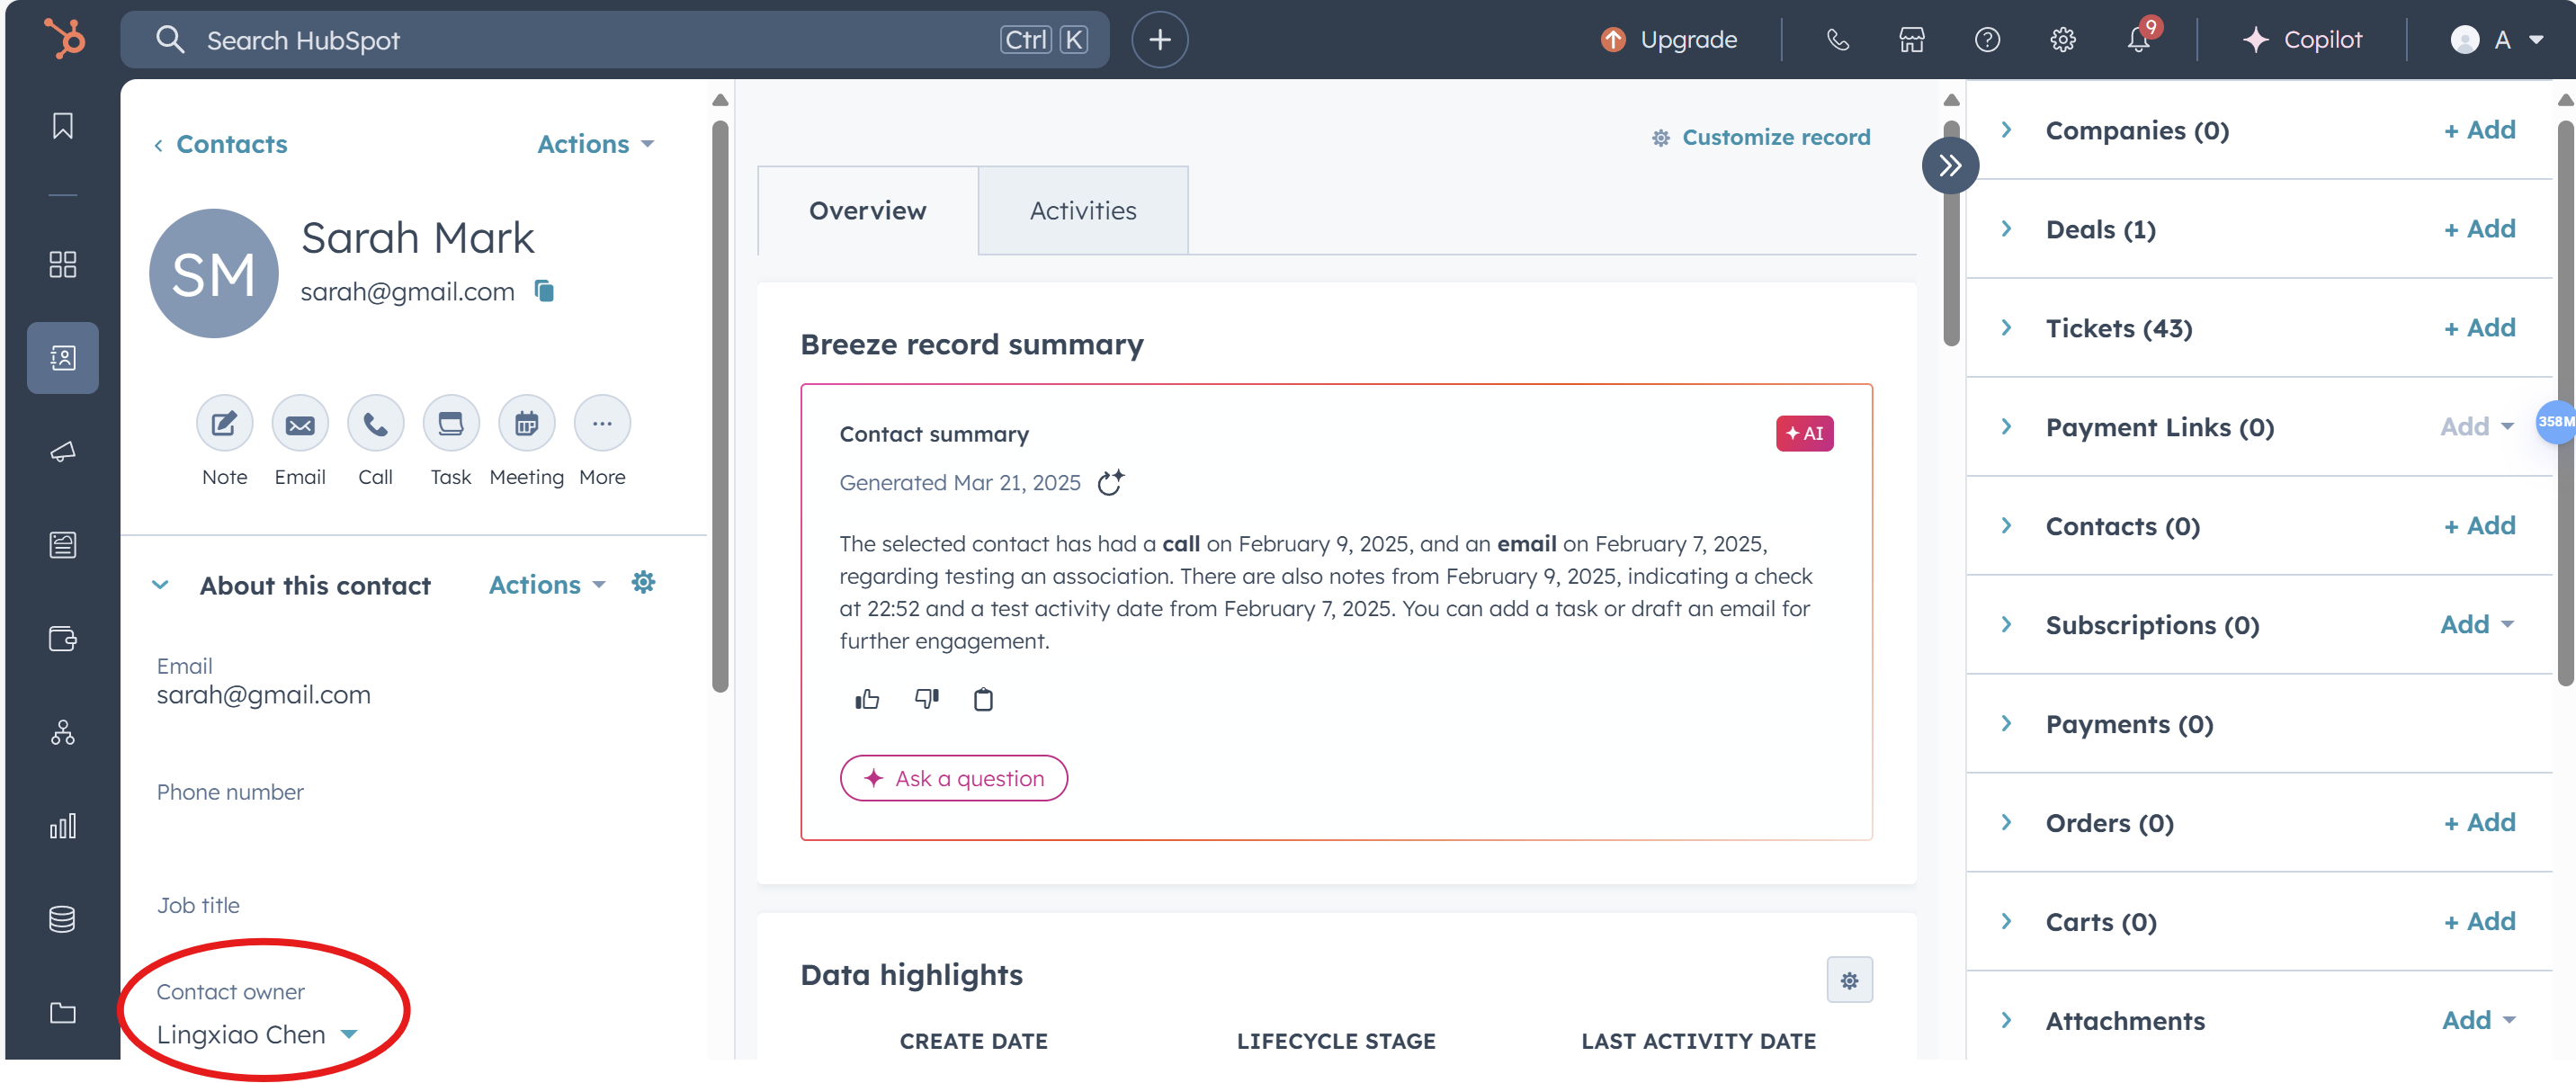 Search HubSpot
Ctrl K
Upgrade
9
Copilot
A
Contacts
Actions
SM
Sarah Mark
sarah@gmail.com
Note
Email
Call
Task
Meeting
More
About this contact
Actions
Email
sarah@gmail.com
Phone number
Job title
Contact owner
Lingxiao Chen
Customize record
Overview
Activities
Breeze record summary
Contact summary
AI
Generated Mar 21, 2025
The selected contact has had a call on February 9, 2025, and an email on February 7, 2025,
regarding testing an association. There are also notes from February 9, 2025, indicating a check
at 22:52 and a test activity date from February 7, 2025. You can add a task or draft an email for
further engagement.
Ask a question
Data highlights
CREATE DATE
LIFECYCLE STAGE
LAST ACTIVITY DATE
Companies (0)
+ Add
Deals (1)
+ Add
Tickets (43)
+ Add
Payment Links (0)
Add
358M
Contacts (0)
+ Add
Subscriptions (0)
Add
Payments (0)
Orders (0)
+ Add
Carts (0)
+ Add
Attachments
Add